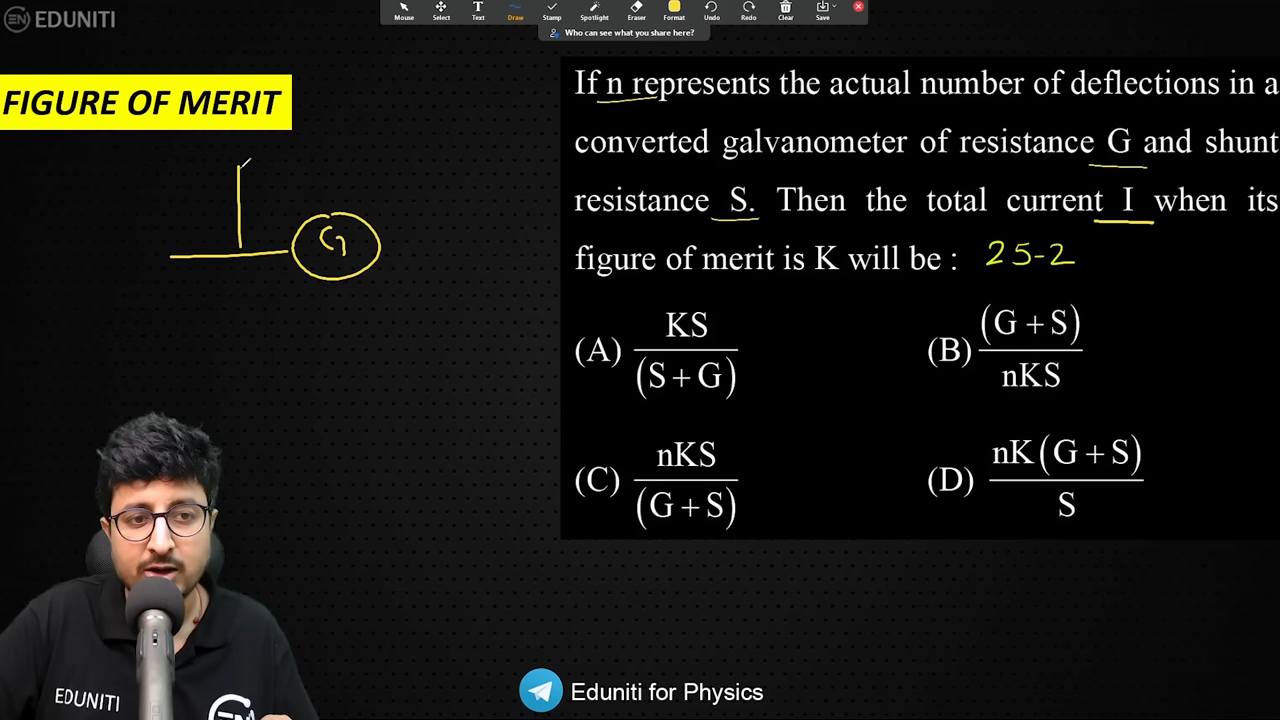 EN EDUNITI
Mouse Select Text Draw Stamp Spotlight Eraser Format Undo Redo Clear Save
Who can see what you share here?
FIGURE OF MERIT
G
If n represents the actual number of deflections in a
converted galvanometer of resistance G and shunt
resistance S. Then the total current I when its
figure of merit is K will be : 25-2
(A) KS / (S + G)
(B) (G + S) / nKS
(C) nKS / (G + S)
(D) nK (G + S) / S
EDUNITI
EN
Eduniti for Physics